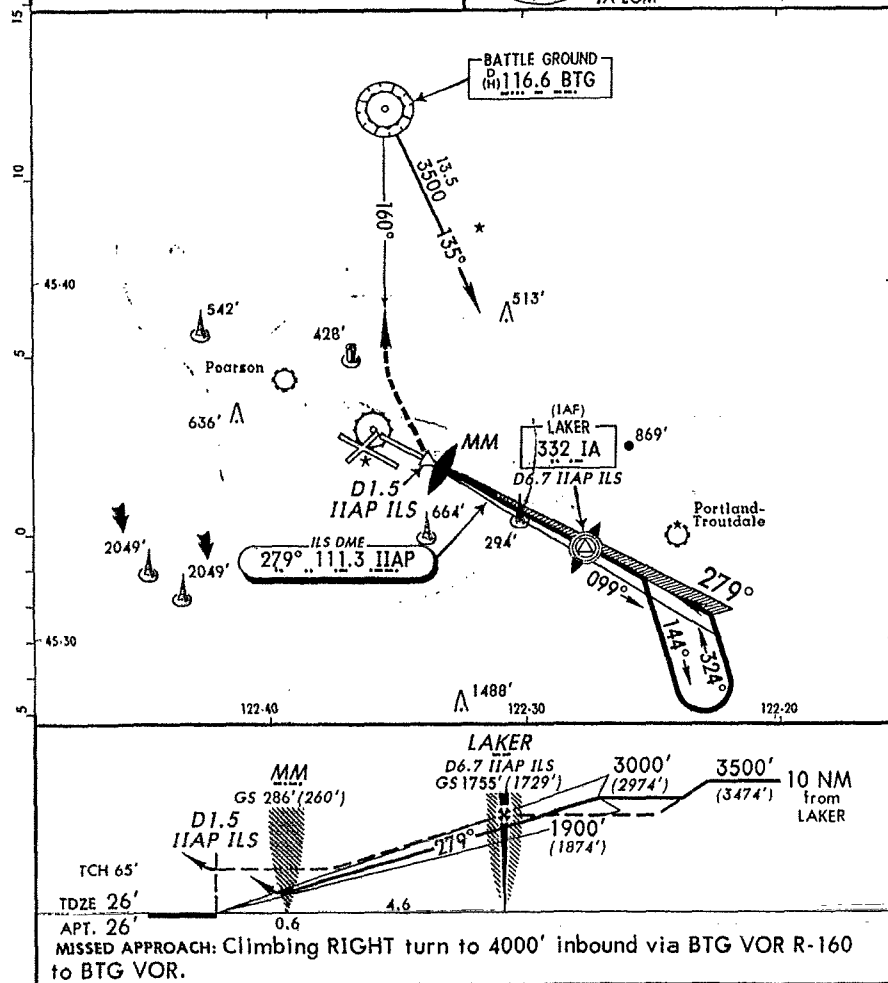 15
BATTLE GROUND
D
(H) 116.6 BTG
13.5
3500
10
160°
135°
45-40
513'
542'
428'
5
Poarson
(IAF)
LAKER
332 IA
D6.7 IIAP ILS
636'
869'
MM
D1.5
IIAP ILS
Portland-
Troutdale
664'
0
294'
2049'
ILS DME
279° 111.3 IIAP
2049'
279°
099°
144°
324°
45-30
1488'
5
122-40
122-30
122-20
LAKER
D6.7 IIAP ILS
GS 1755'(1729')
MM
GS 286'(260')
3000'
(2974')
3500'
(3474')
10 NM
from
LAKER
D1.5
IIAP ILS
1900'
(1874')
279°
TCH 65'
TDZE 26'
4.6
APT. 26'
0.6
MISSED APPROACH: Climbing RIGHT turn to 4000' inbound via BTG VOR R-160
to BTG VOR.